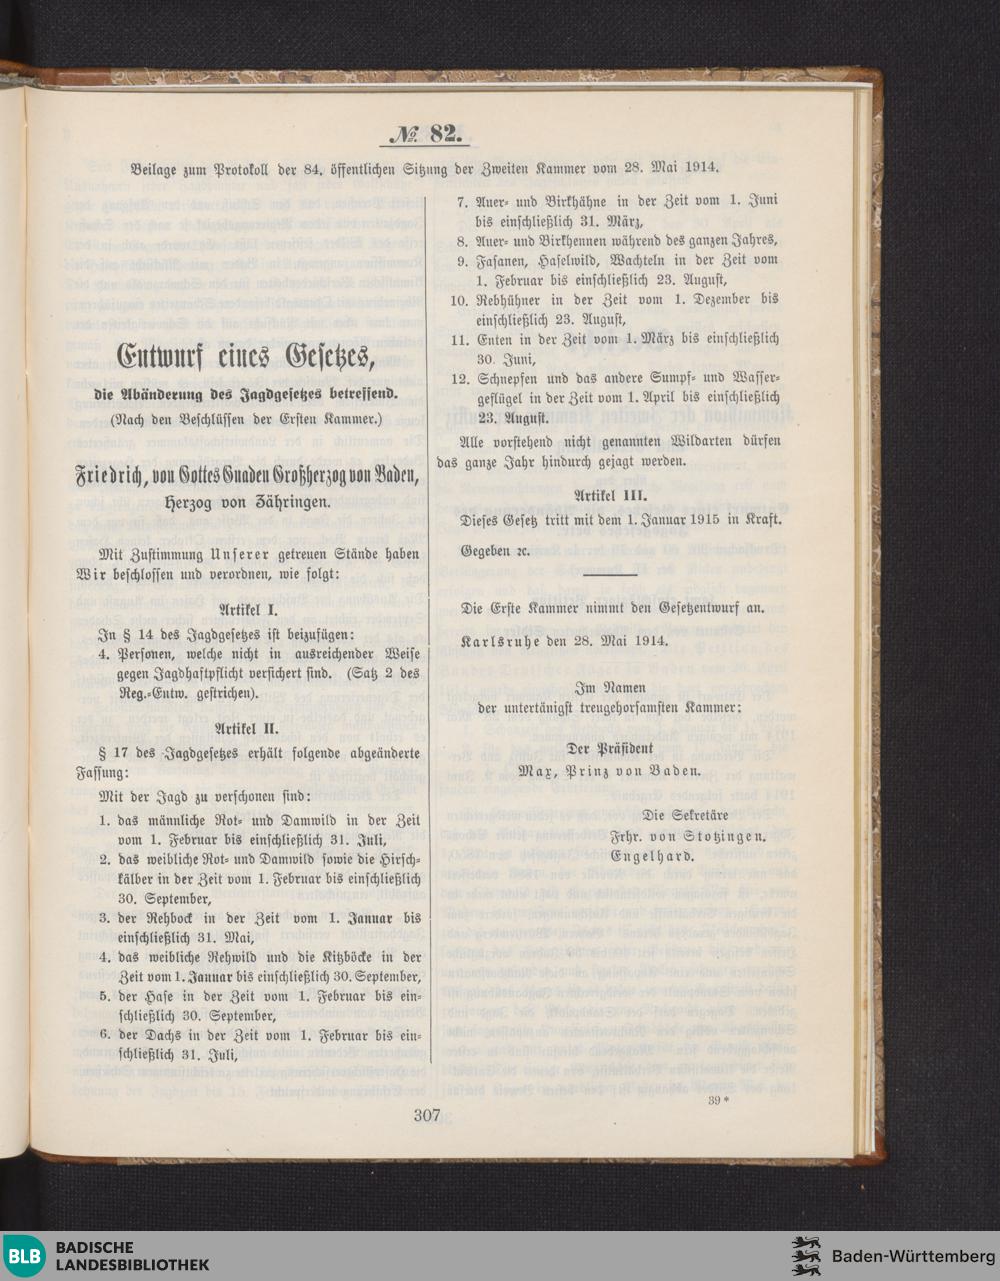 No. 82.
Beilage zum Protokoll der 84. öffentlichen Sitzung der Zweiten Kammer vom 28. Mai 1914.
Entwurf eines Gesetzes,
die Abänderung des Jagdgesetzes betreffend.
(Nach den Beschlüssen der Ersten Kammer.)
Friedrich, von Gottes Gnaden Großherzog von Baden,
Herzog von Zähringen.
Mit Zustimmung Unserer getreuen Stände haben
Wir beschlossen und verordnen, wie folgt:
Artikel I.
In § 14 des Jagdgesetzes ist beizufügen:
4. Personen, welche nicht in ausreichender Weise
gegen Jagdhaftpflicht versichert sind. (Satz 2 des
Reg.-Entw. gestrichen).
Artikel II.
§ 17 des Jagdgesetzes erhält folgende abgeänderte
Fassung:
Mit der Jagd zu verschonen sind:
1. das männliche Rot- und Damwild in der Zeit
vom 1. Februar bis einschließlich 31. Juli,
2. das weibliche Rot- und Damwild sowie die Hirsch-
kälber in der Zeit vom 1. Februar bis einschließlich
30. September,
3. der Rehbock in der Zeit vom 1. Januar bis
einschließlich 31. Mai,
4. das weibliche Rehwild und die Kitzböcke in der
Zeit vom 1. Januar bis einschließlich 30. September,
5. der Hase in der Zeit vom 1. Februar bis ein-
schließlich 30. September,
6. der Dachs in der Zeit vom 1. Februar bis ein-
schließlich 31. Juli,
7. Auer- und Birkhähne in der Zeit vom 1. Juni
bis einschließlich 31. März,
8. Auer- und Birkhennen während des ganzen Jahres,
9. Fasanen, Haselwild, Wachteln in der Zeit vom
1. Februar bis einschließlich 23. August,
10. Rebhühner in der Zeit vom 1. Dezember bis
einschließlich 23. August,
11. Enten in der Zeit vom 1. März bis einschließlich
30. Juni,
12. Schnepfen und das andere Sumpf- und Wasser-
geflügel in der Zeit vom 1. April bis einschließlich
23. August.
Alle vorstehend nicht genannten Wildarten dürfen
das ganze Jahr hindurch gejagt werden.
Artikel III.
Dieses Gesetz tritt mit dem 1. Januar 1915 in Kraft.
Gegeben ꝛc.
Die Erste Kammer nimmt den Gesetzentwurf an.
Karlsruhe den 28. Mai 1914.
Im Namen
der untertänigst treugehorsamsten Kammer:
Der Präsident
Max, Prinz von Baden.
Die Sekretäre
Frhr. von Stotzingen.
Engelhard.
39*
307
BLB BADISCHE
LANDESBIBLIOTHEK
Baden-Württemberg